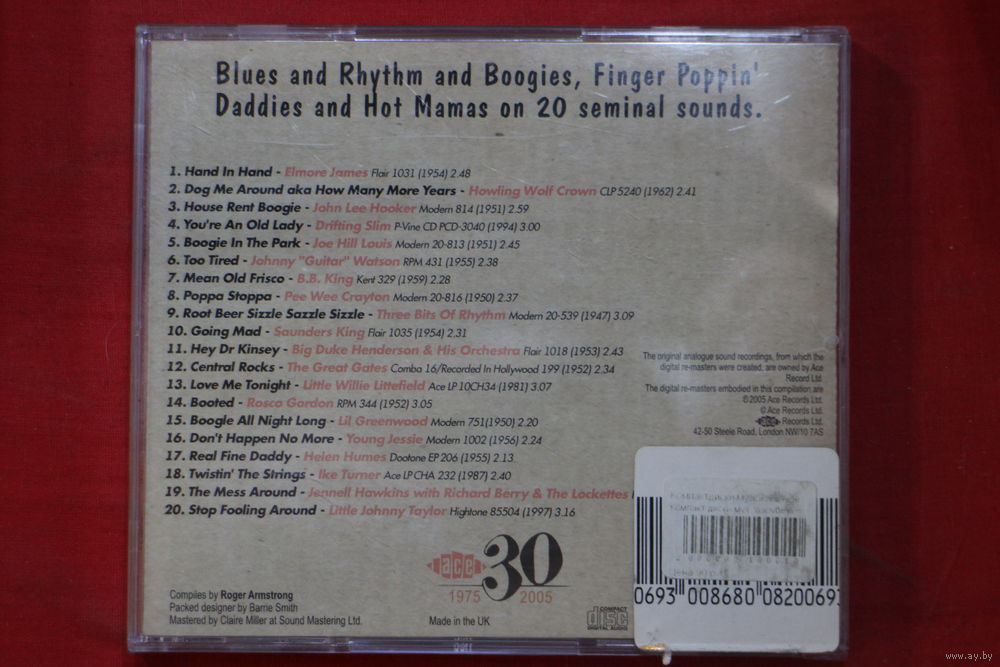 Blues and Rhythm and Boogies, Finger Poppin'
Daddies and Hot Mamas on 20 seminal sounds.
1. Hand In Hand - Elmore James Flair 1031 (1954) 2.48
2. Dog Me Around aka How Many More Years - Howling Wolf Crown CLP 5240 (1962) 2.41
3. House Rent Boogie - John Lee Hooker Modern 814 (1951) 2.59
4. You're An Old Lady - Drifting Slim P-Vine CD PCD-3040 (1994) 3.00
5. Boogie In The Park - Joe Hill Louis Modern 20-813 (1951) 2.45
6. Too Tired - Johnny "Guitar" Watson RPM 431 (1955) 2.38
7. Mean Old Frisco - B.B. King Kent 329 (1959) 2.28
8. Poppa Stoppa - Pee Wee Crayton Modern 20-816 (1950) 2.37
9. Root Beer Sizzle Sazzle Sizzle - Three Bits Of Rhythm Modern 20-539 (1947) 3.09
10. Going Mad - Saunders King Flair 1035 (1954) 2.31
11. Hey Dr Kinsey - Big Duke Henderson & His Orchestra Flair 1018 (1953) 2.43
12. Central Rocks - The Great Gates Comba 16/Recorded In Hollywood 199 (1952) 2.34
13. Love Me Tonight - Little Willie Littlefield Ace LP 10CH34 (1981) 3.07
14. Booted - Rosco Gordon RPM 344 (1952) 3.05
15. Boogie All Night Long - Lil Greenwood Modern 751(1950) 2.20
16. Don't Happen No More - Young Jessie Modern 1002 (1956) 2.24
17. Real Fine Daddy - Helen Humes Dootone EP 206 (1955) 2.13
18. Twistin' The Strings - Ike Turner Ace LP CHA 232 (1987) 2.40
19. The Mess Around - Jennell Hawkins with Richard Berry & The Lockettes
20. Stop Fooling Around - Little Johnny Taylor Hightone 85504 (1997) 3.16
The original analogue sound recordings, from which the
digital re-masters were created, are owned by Ace
Record Ltd.
The digital re-masters embodied in this compilation are
℗2005 Ace Records Ltd.
© Ace Records Ltd.
ace Records Ltd.
42-50 Steele Road, London NW/10 7AS
ace 30
1975 2005
Compiles by Roger Armstrong
Packed designer by Barrie Smith
Mastered by Claire Miller at Sound Mastering Ltd.
Made in the UK
COMPACT
disc
DIGITAL AUDIO
0693 008680 0820069
www.ay.by